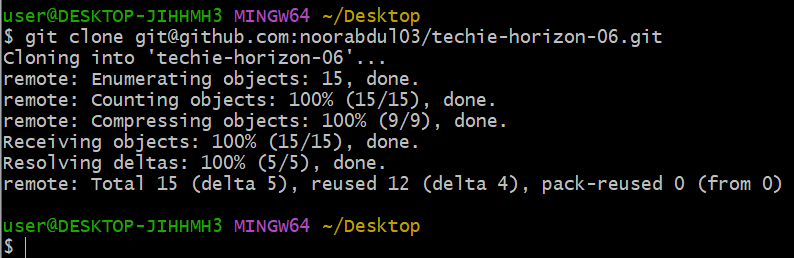 user@DESKTOP-JIHHMH3 MINGW64 ~/Desktop
$ git clone git@github.com:noorabdul03/techie-horizon-06.git
Cloning into 'techie-horizon-06'...
remote: Enumerating objects: 15, done.
remote: Counting objects: 100% (15/15), done.
remote: Compressing objects: 100% (9/9), done.
Receiving objects: 100% (15/15), done.
Resolving deltas: 100% (5/5), done.
remote: Total 15 (delta 5), reused 12 (delta 4), pack-reused 0 (from 0)
user@DESKTOP-JIHHMH3 MINGW64 ~/Desktop
$